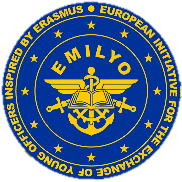 EUROPEAN INITIATIVE FOR THE EXCHANGE OF YOUNG OFFICERS INSPIRED BY ERASMUS
EMILYO